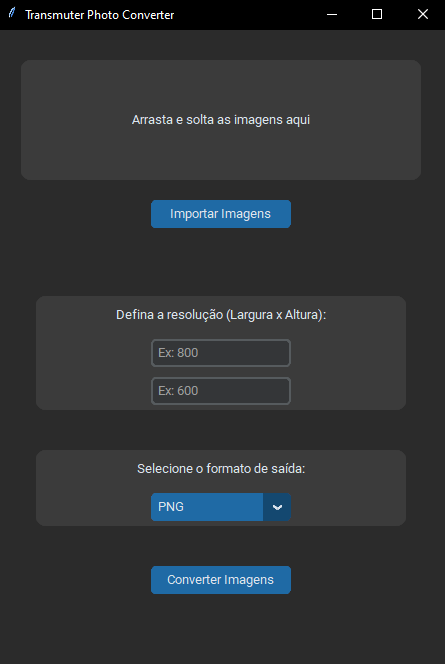 Transmuter Photo Converter
Arrasta e solta as imagens aqui
Importar Imagens
Defina a resolução (Largura x Altura):
Ex: 800
Ex: 600
Selecione o formato de saída:
PNG
Converter Imagens